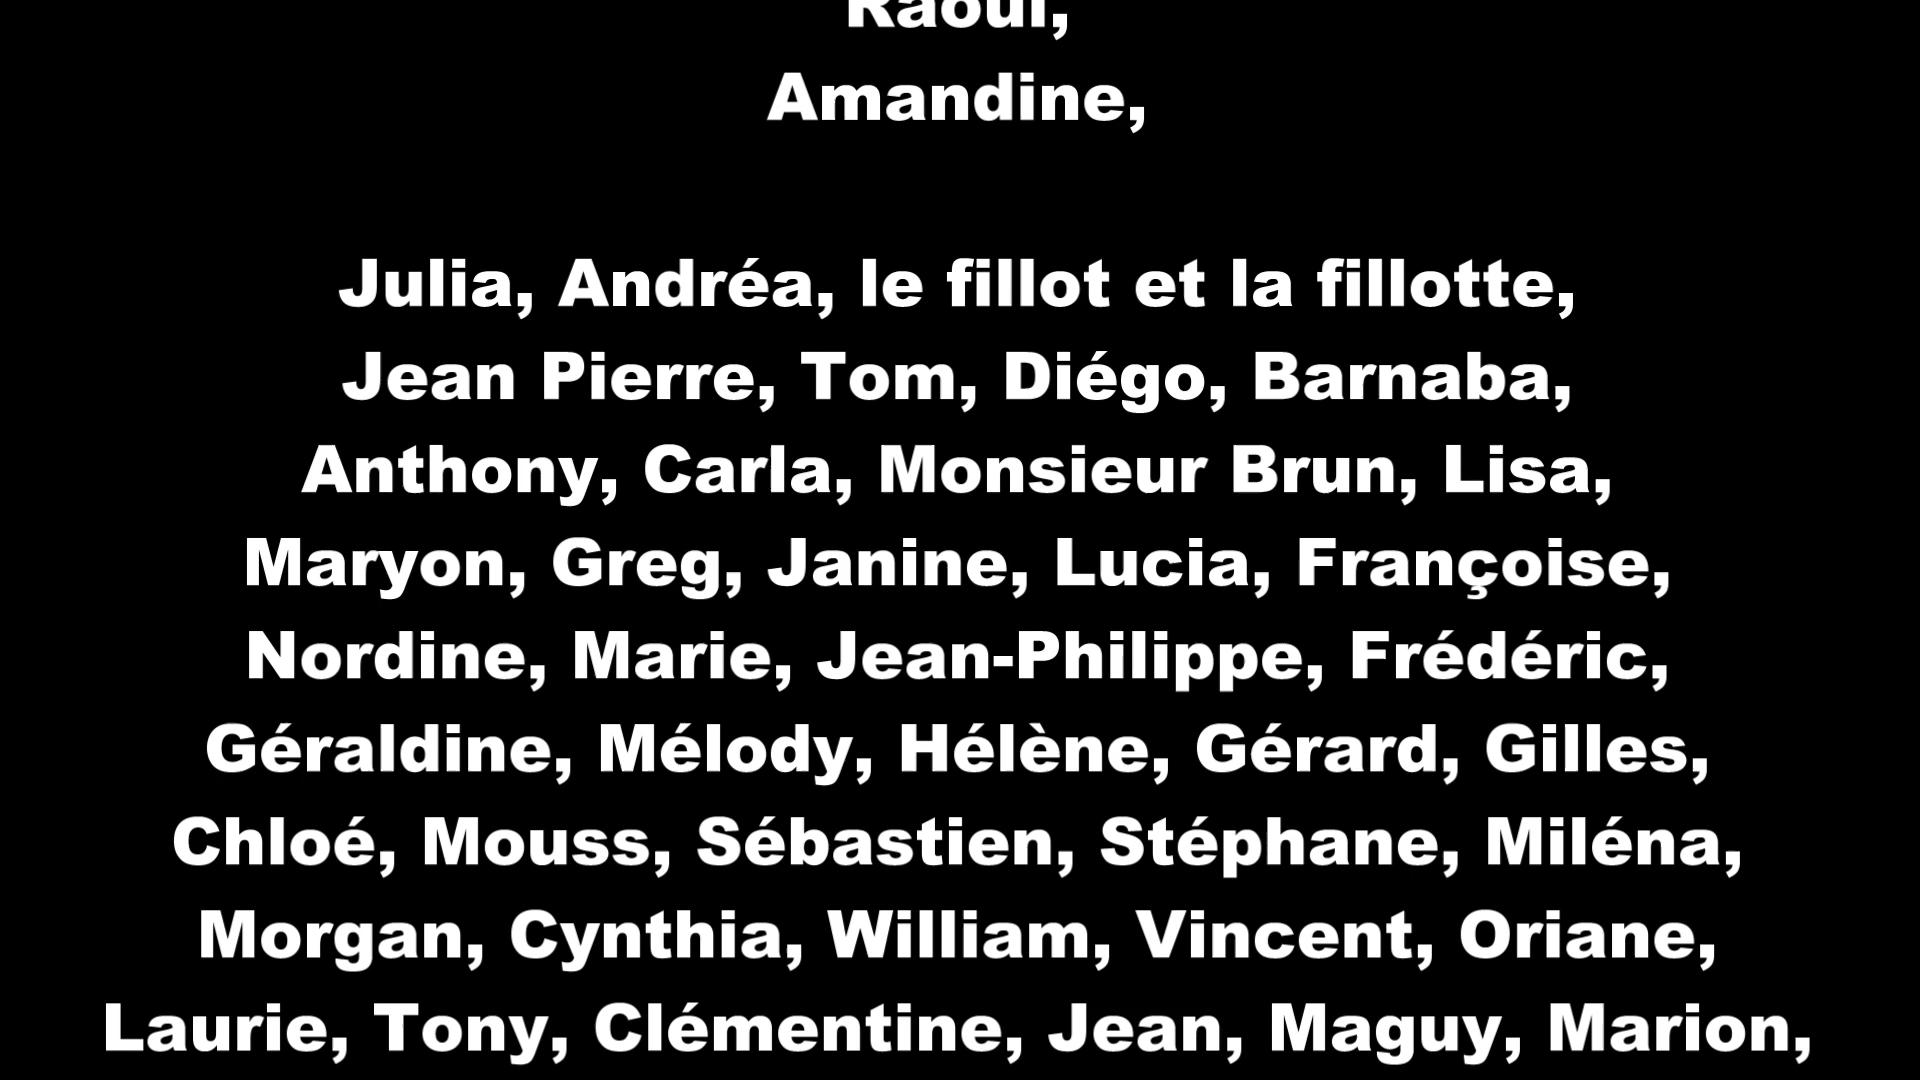 Raoul,
Amandine,
Julia, Andréa, le fillot et la fillotte,
Jean Pierre, Tom, Diégo, Barnaba,
Anthony, Carla, Monsieur Brun, Lisa,
Maryon, Greg, Janine, Lucia, Françoise,
Nordine, Marie, Jean-Philippe, Frédéric,
Géraldine, Mélody, Hélène, Gérard, Gilles,
Chloé, Mouss, Sébastien, Stéphane, Miléna,
Morgan, Cynthia, William, Vincent, Oriane,
Laurie, Tony, Clémentine, Jean, Maguy, Marion,